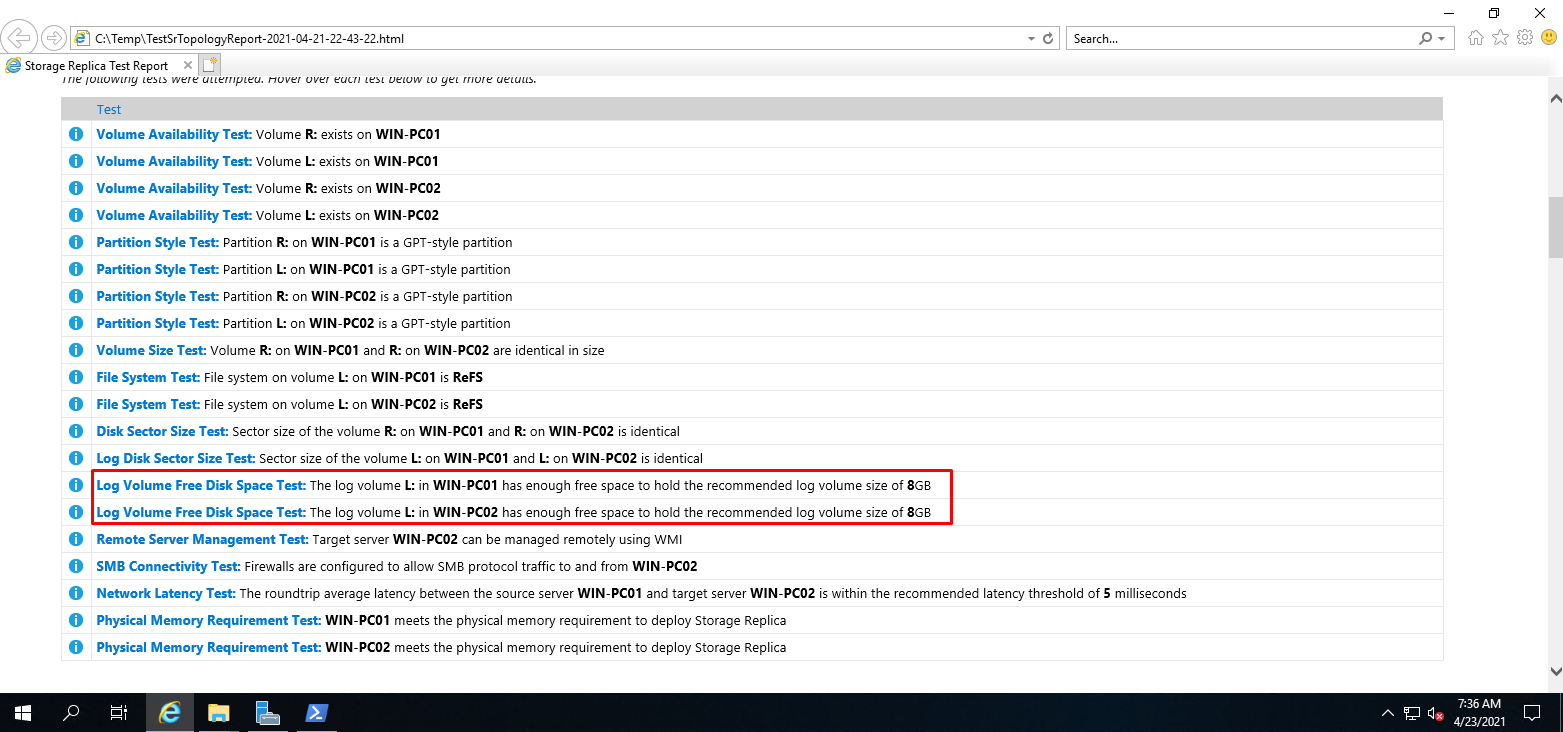 C:\Temp\TestSrTopologyReport-2021-04-21-22-43-22.html
Search...
Storage Replica Test Report
The following tests were attempted. Hover over each test below to get more details.
Test
Volume Availability Test: Volume R: exists on WIN-PC01
Volume Availability Test: Volume L: exists on WIN-PC01
Volume Availability Test: Volume R: exists on WIN-PC02
Volume Availability Test: Volume L: exists on WIN-PC02
Partition Style Test: Partition R: on WIN-PC01 is a GPT-style partition
Partition Style Test: Partition L: on WIN-PC01 is a GPT-style partition
Partition Style Test: Partition R: on WIN-PC02 is a GPT-style partition
Partition Style Test: Partition L: on WIN-PC02 is a GPT-style partition
Volume Size Test: Volume R: on WIN-PC01 and R: on WIN-PC02 are identical in size
File System Test: File system on volume L: on WIN-PC01 is ReFS
File System Test: File system on volume L: on WIN-PC02 is ReFS
Disk Sector Size Test: Sector size of the volume R: on WIN-PC01 and R: on WIN-PC02 is identical
Log Disk Sector Size Test: Sector size of the volume L: on WIN-PC01 and L: on WIN-PC02 is identical
Log Volume Free Disk Space Test: The log volume L: in WIN-PC01 has enough free space to hold the recommended log volume size of 8GB
Log Volume Free Disk Space Test: The log volume L: in WIN-PC02 has enough free space to hold the recommended log volume size of 8GB
Remote Server Management Test: Target server WIN-PC02 can be managed remotely using WMI
SMB Connectivity Test: Firewalls are configured to allow SMB protocol traffic to and from WIN-PC02
Network Latency Test: The roundtrip average latency between the source server WIN-PC01 and target server WIN-PC02 is within the recommended latency threshold of 5 milliseconds
Physical Memory Requirement Test: WIN-PC01 meets the physical memory requirement to deploy Storage Replica
Physical Memory Requirement Test: WIN-PC02 meets the physical memory requirement to deploy Storage Replica
7:36 AM
4/23/2021